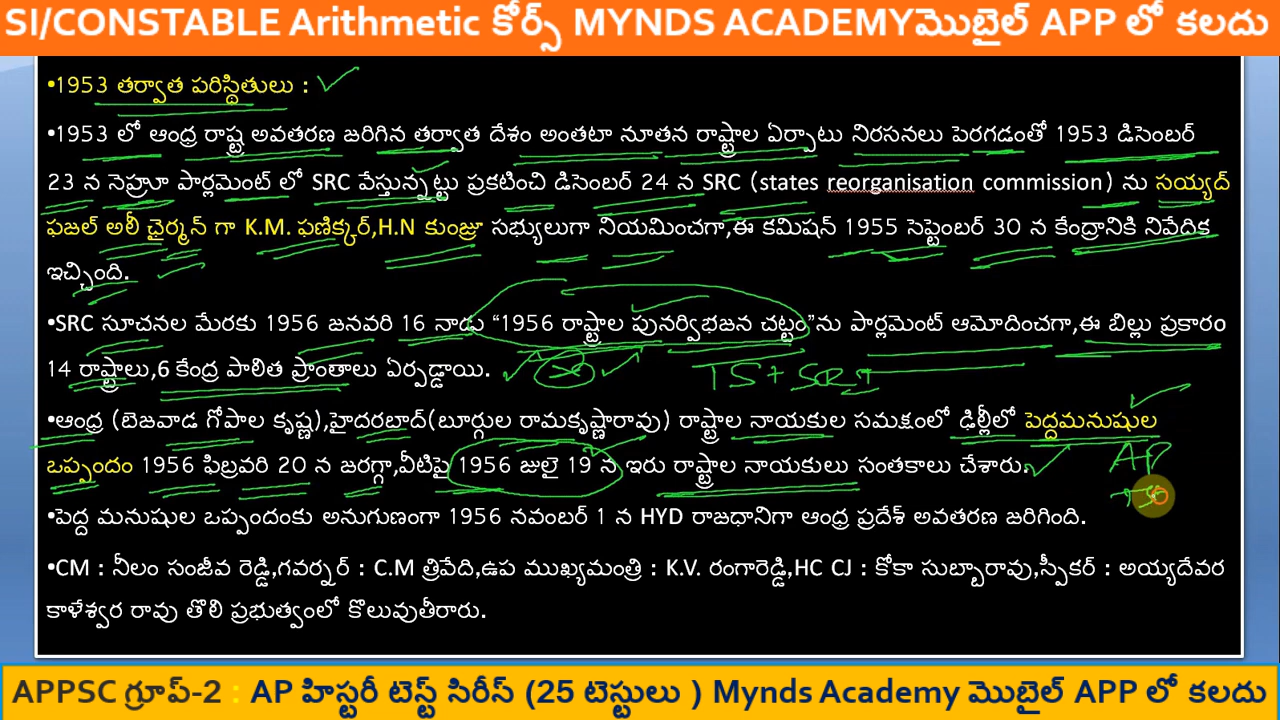 SI/CONSTABLE Arithmetic కోర్స్ MYNDS ACADEMYమొబైల్ APP లో కలదు
•1953 తర్వాత పరిస్థితులు :
•1953 లో ఆంధ్ర రాష్ట్ర అవతరణ జరిగిన తర్వాత దేశం అంతటా నూతన రాష్ట్రాల ఏర్పాటు నిరసనలు పెరగడంతో 1953 డిసెంబర్
23 న నెహ్రూ పార్లమెంట్ లో SRC వేస్తున్నట్టు ప్రకటించి డిసెంబర్ 24 న SRC (states reorganisation commission) ను సయ్యద్
ఫజల్ అలీ ఛైర్మన్ గా K.M. ఫణిక్కర్,H.N కుంజ్రూ సభ్యులుగా నియమించగా,ఈ కమిషన్ 1955 సెప్టెంబర్ 30 న కేంద్రానికి నివేదిక
ఇచ్చింది.
•SRC సూచనల మేరకు 1956 జనవరి 16 నాడు “1956 రాష్ట్రాల పునర్విభజన చట్టం”ను పార్లమెంట్ ఆమోదించగా,ఈ బిల్లు ప్రకారం
14 రాష్ట్రాలు,6 కేంద్ర పాలిత ప్రాంతాలు ఏర్పడ్డాయి.
•ఆంధ్ర (బెజవాడ గోపాల కృష్ణ),హైదరబాద్(బూర్గుల రామకృష్ణారావు) రాష్ట్రాల నాయకుల సమక్షంలో ఢిల్లీలో పెద్దమనుషుల
ఒప్పందం 1956 ఫిబ్రవరి 20 న జరగ్గా,వీటిపై 1956 జులై 19 న ఇరు రాష్ట్రాల నాయకులు సంతకాలు చేశారు.
AP
•పెద్ద మనుషుల ఒప్పందంకు అనుగుణంగా 1956 నవంబర్ 1 న HYD రాజధానిగా ఆంధ్ర ప్రదేశ్ అవతరణ జరిగింది.
•CM : నీలం సంజీవ రెడ్డి,గవర్నర్ : C.M త్రివేది,ఉప ముఖ్యమంత్రి : K.V. రంగారెడ్డి,HC CJ : కోకా సుబ్బారావు,స్పీకర్ : అయ్యదేవర
కాళేశ్వర రావు తొలి ప్రభుత్వంలో కొలువుతీరారు.
APPSC గ్రూప్-2 : AP హిస్టరీ టెస్ట్ సిరీస్ (25 టెస్టులు ) Mynds Academy మొబైల్ APP లో కలదు